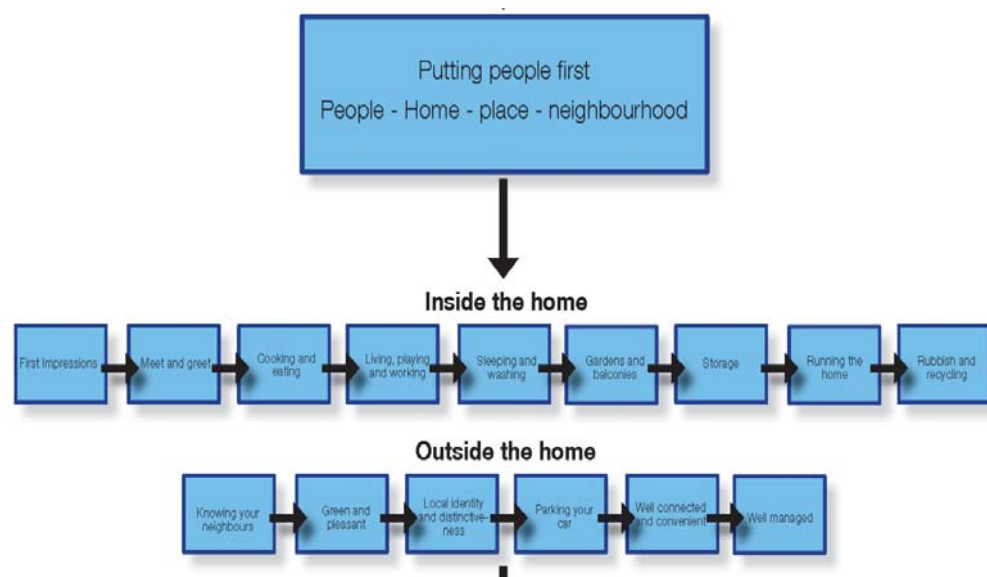 Putting people first
People - Home - place - neighbourhood
Inside the home
First Impressions
Meet and greet
Cooking and
eating
Living, playing
and working
Sleeping and
washing
Gardens and
balconies
Storage
Running the
home
Rubbish and
recycling
Outside the home
Knowing your
neighbours
Green and
pleasant
Local identity
and distinctive-
ness
Parking your
car
Well connected
and convenient
Well managed